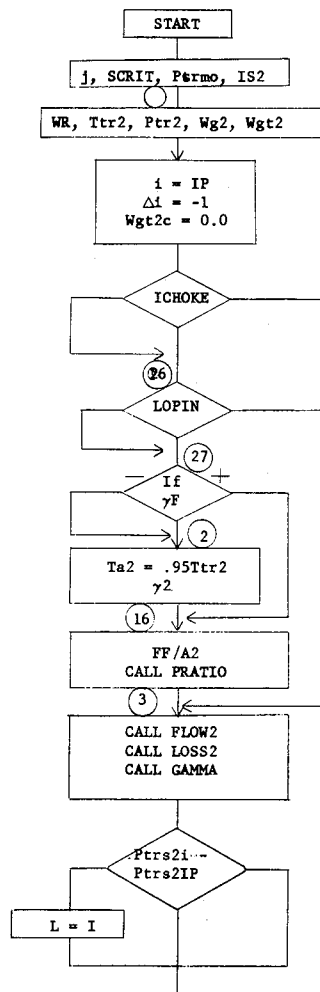 START
j, SCRIT, Ptrmo, IS2
WR, Ttr2, Ptr2, Wg2, Wgt2
i = IP
Δi = -1
Wgt2c = 0.0
ICHOKE
26
LOPIN
27
− +
If
γF
2
Ta2 = .95Ttr2
γ2
16
FF/A2
CALL PRATIO
3
CALL FLOW2
CALL LOSS2
CALL GAMMA
Ptrs2i -
Ptrs2IP
L = I